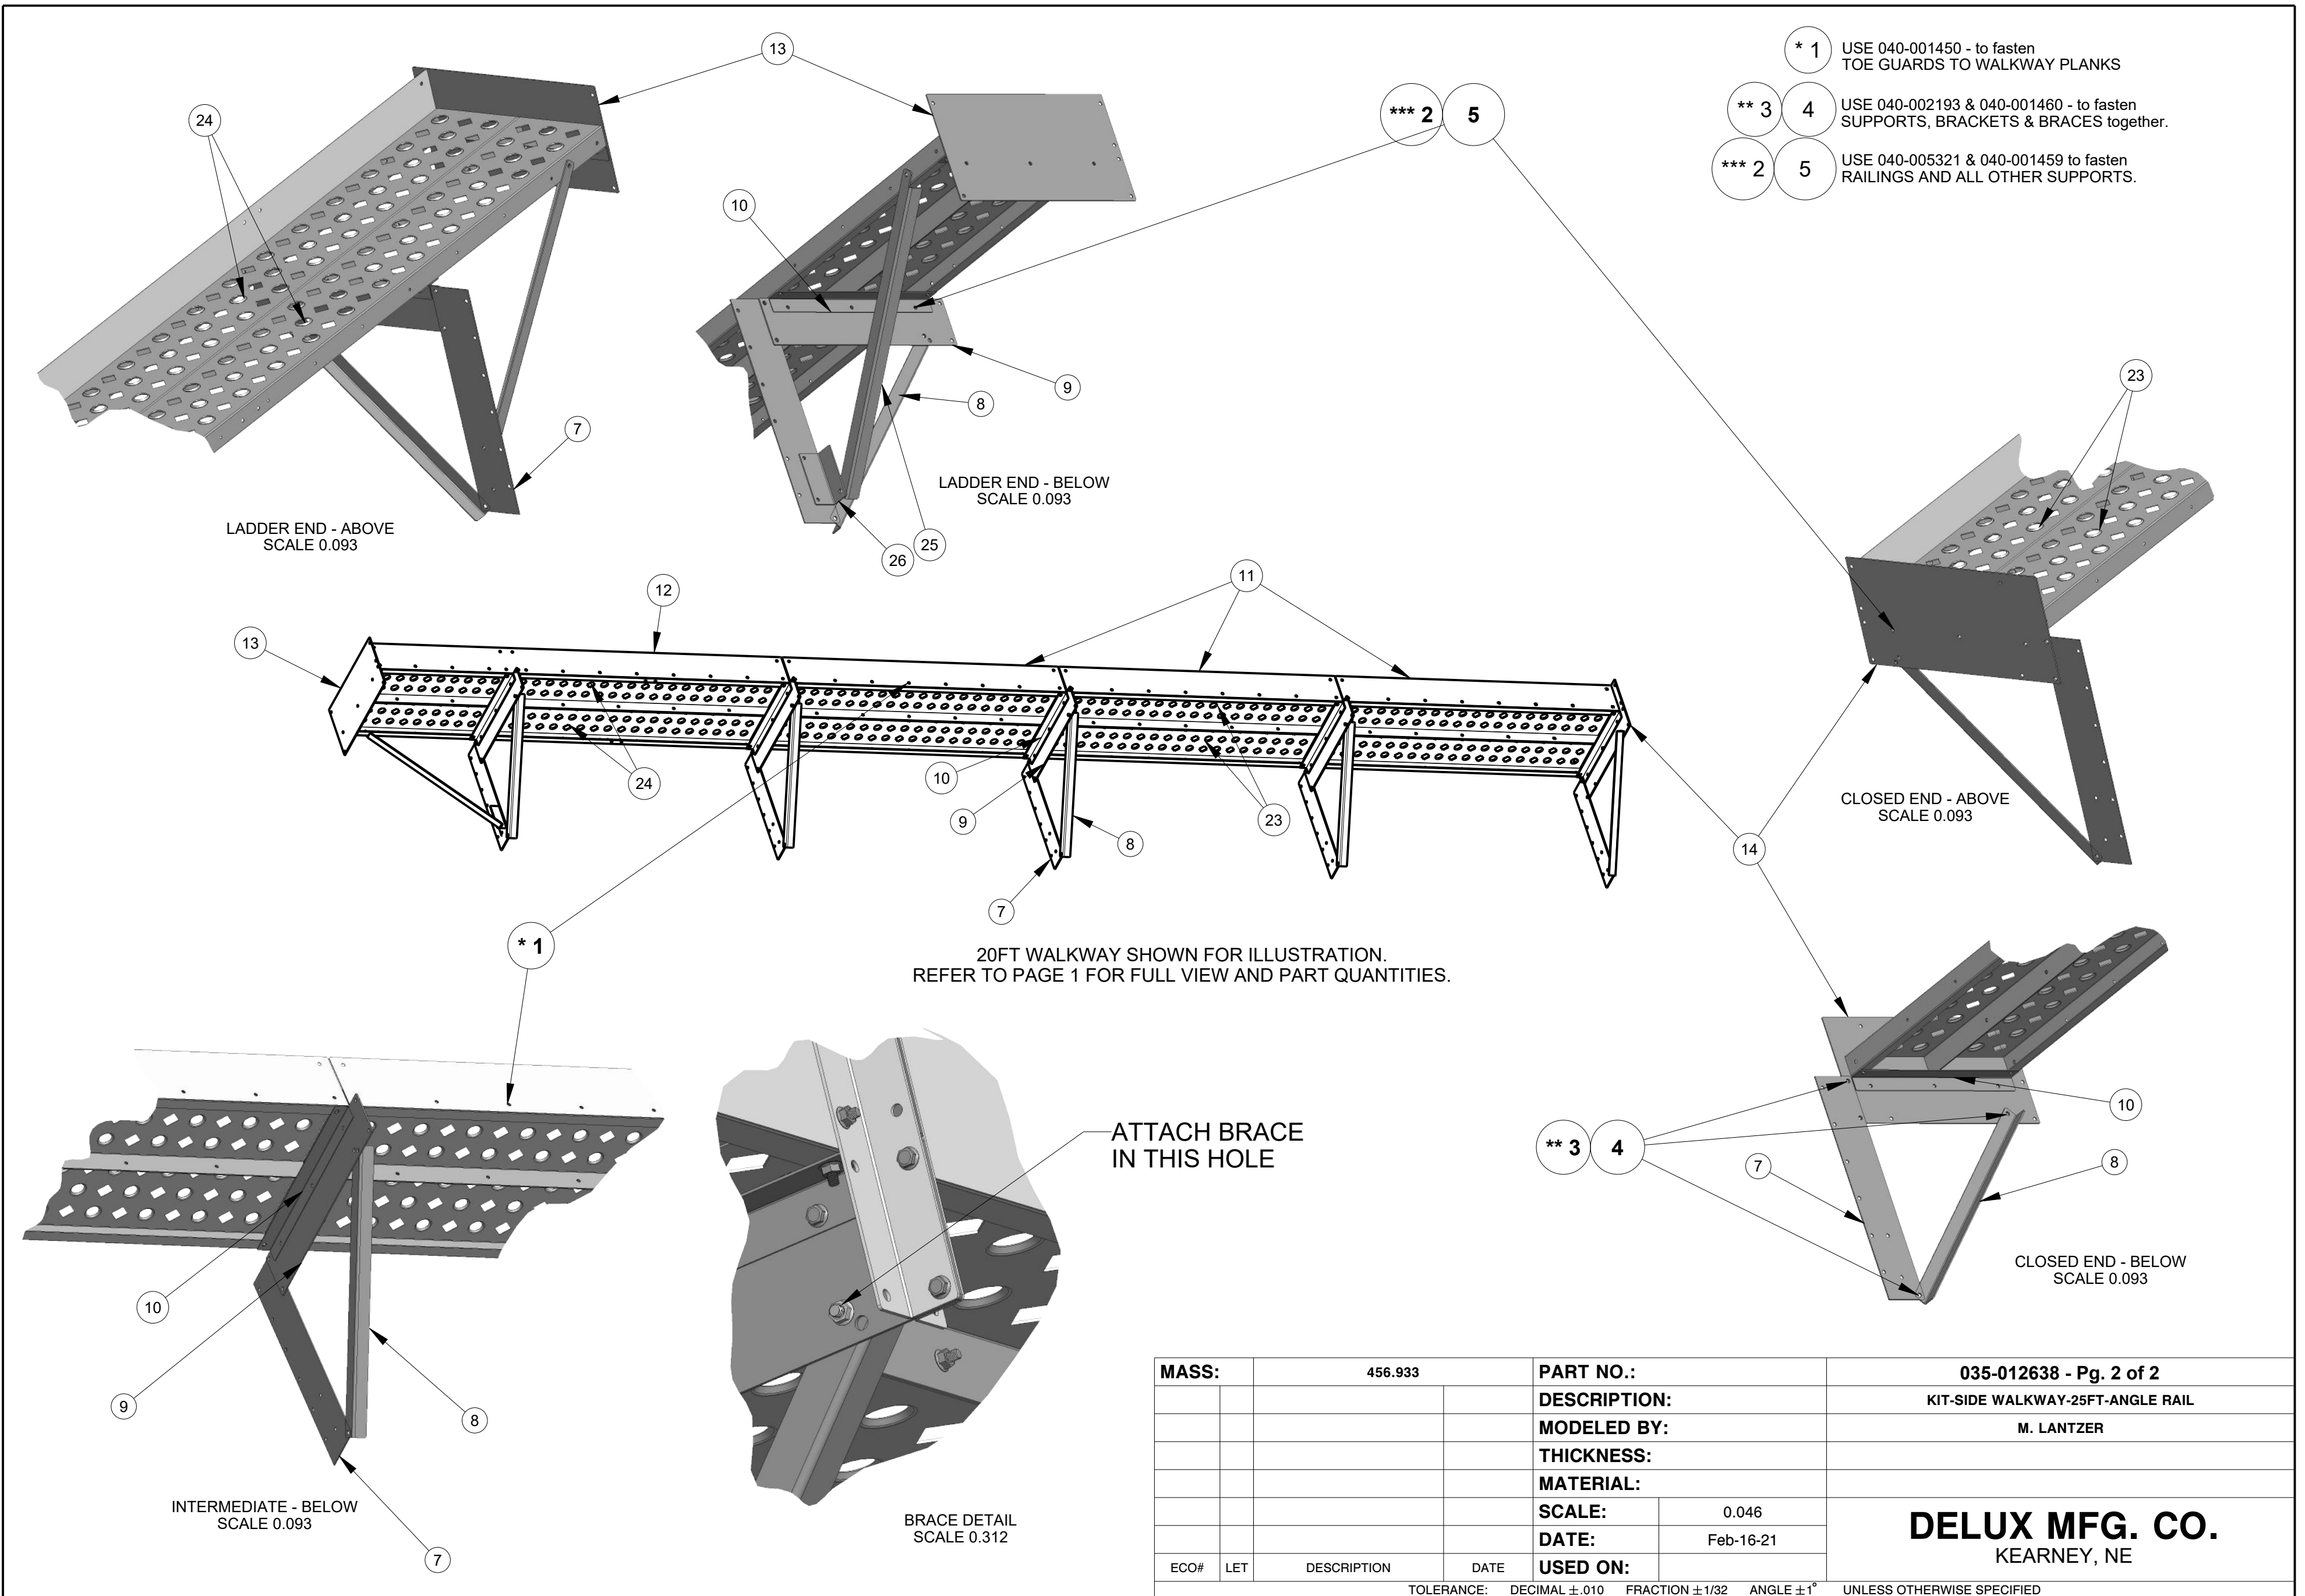 * 1 USE 040-001450 - to fasten
TOE GUARDS TO WALKWAY PLANKS
** 3 4 USE 040-002193 & 040-001460 - to fasten
SUPPORTS, BRACKETS & BRACES together.
*** 2 5 USE 040-005321 & 040-001459 to fasten
RAILINGS AND ALL OTHER SUPPORTS.
13
24
7
LADDER END - ABOVE
SCALE 0.093
10
9
8
25
26
LADDER END - BELOW
SCALE 0.093
*** 2 5
23
CLOSED END - ABOVE
SCALE 0.093
14
13
12
11
24
10
9
23
8
7
* 1
20FT WALKWAY SHOWN FOR ILLUSTRATION.
REFER TO PAGE 1 FOR FULL VIEW AND PART QUANTITIES.
10
9
8
7
INTERMEDIATE - BELOW
SCALE 0.093
ATTACH BRACE
IN THIS HOLE
BRACE DETAIL
SCALE 0.312
** 3 4
10
7
8
CLOSED END - BELOW
SCALE 0.093
MASS: 456.933 PART NO.: 035-012638 - Pg. 2 of 2
DESCRIPTION: KIT-SIDE WALKWAY-25FT-ANGLE RAIL
MODELED BY: M. LANTZER
THICKNESS:
MATERIAL:
SCALE: 0.046
DATE: Feb-16-21
DELUX MFG. CO.
KEARNEY, NE
ECO# LET DESCRIPTION DATE USED ON:
TOLERANCE: DECIMAL ±.010 FRACTION ±1/32 ANGLE ±1° UNLESS OTHERWISE SPECIFIED